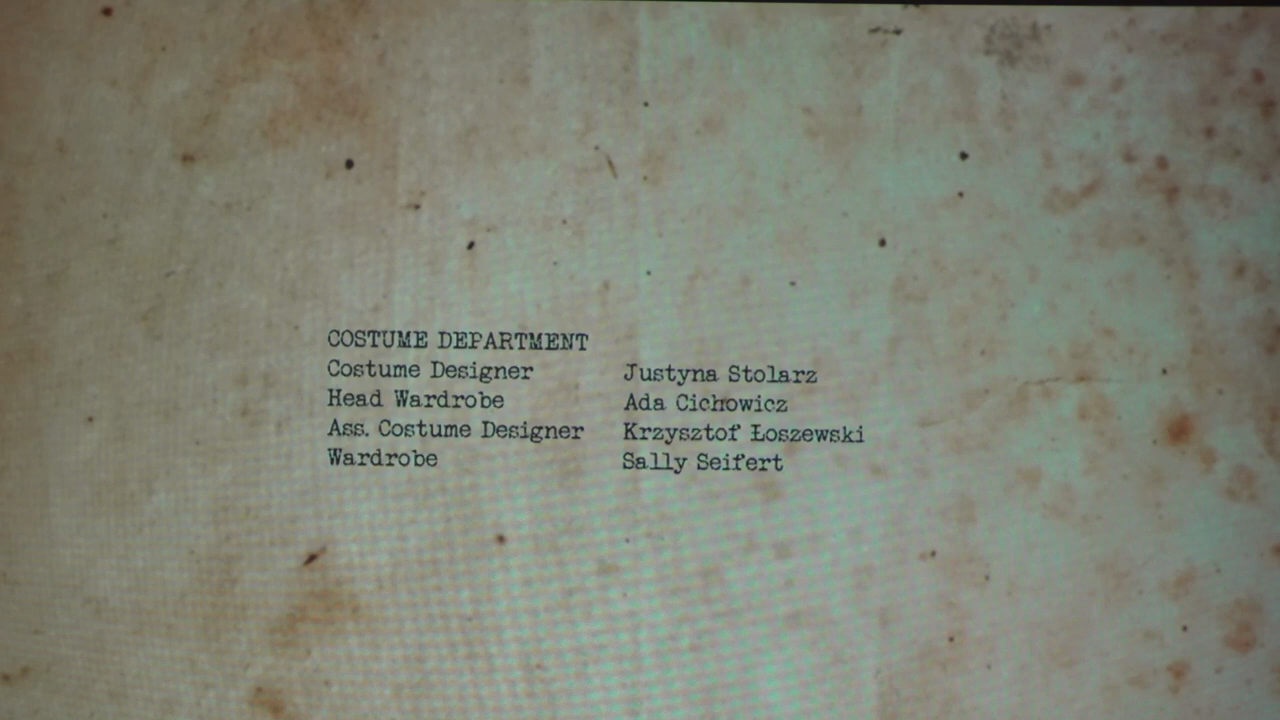 COSTUME DEPARTMENT
Costume Designer Justyna Stolarz
Head Wardrobe Ada Cichowicz
Ass. Costume Designer Krzysztof Łoszewski
Wardrobe Sally Seifert